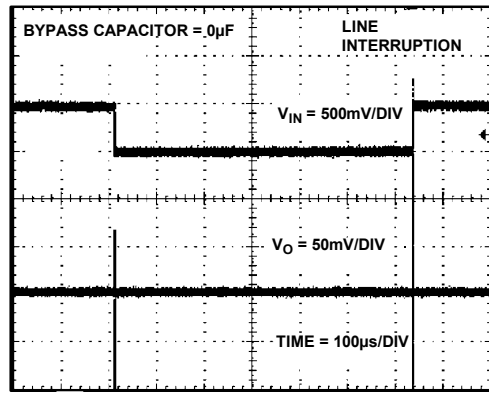 BYPASS CAPACITOR = .0µF
LINE
INTERRUPTION
V_IN = 500mV/DIV
V_O = 50mV/DIV
TIME = 100µs/DIV